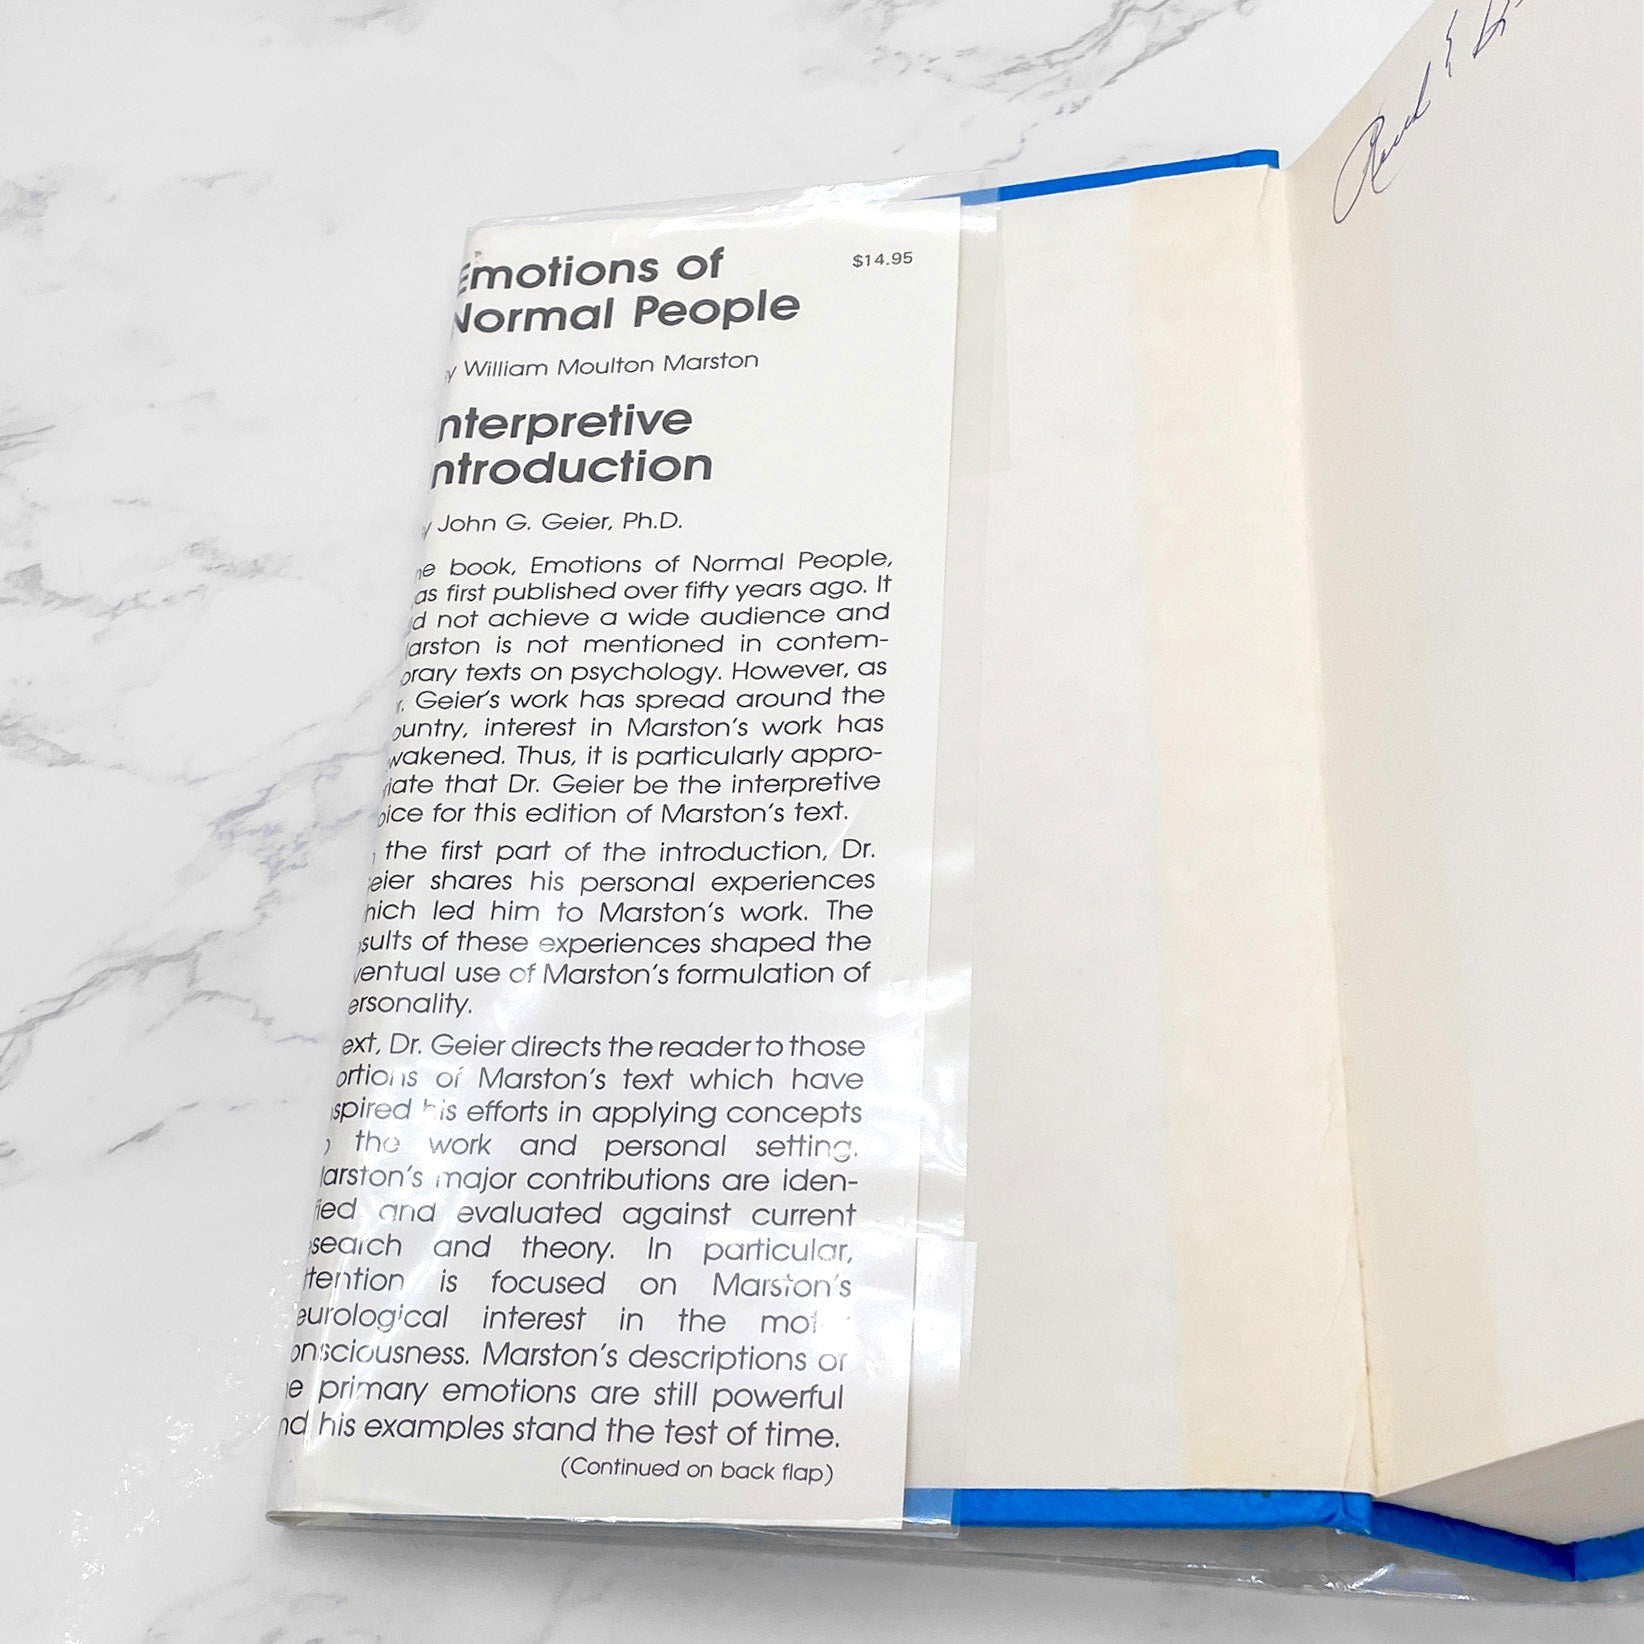 Emotions of
Normal People
$14.95
y William Moulton Marston
nterpretive
ntroduction
y John G. Geier, Ph.D.
he book, Emotions of Normal People,
as first published over fifty years ago. It
d not achieve a wide audience and
arston is not mentioned in contem-
orary texts on psychology. However, as
r. Geier's work has spread around the
ountry, interest in Marston's work has
wakened. Thus, it is particularly appro-
riate that Dr. Geier be the interpretive
oice for this edition of Marston's text.
the first part of the introduction, Dr.
eier shares his personal experiences
hich led him to Marston's work. The
sults of these experiences shaped the
ventual use of Marston's formulation of
ersonality.
ext, Dr. Geier directs the reader to those
ortions of Marston's text which have
spired his efforts in applying concepts
the work and personal setting.
arston's major contributions are iden-
fied and evaluated against current
search and theory. In particular,
ttention is focused on Marston's
eurological interest in the mot
onsciousness. Marston's descriptions of
e primary emotions are still powerful
nd his examples stand the test of time.
(Continued on back flap)